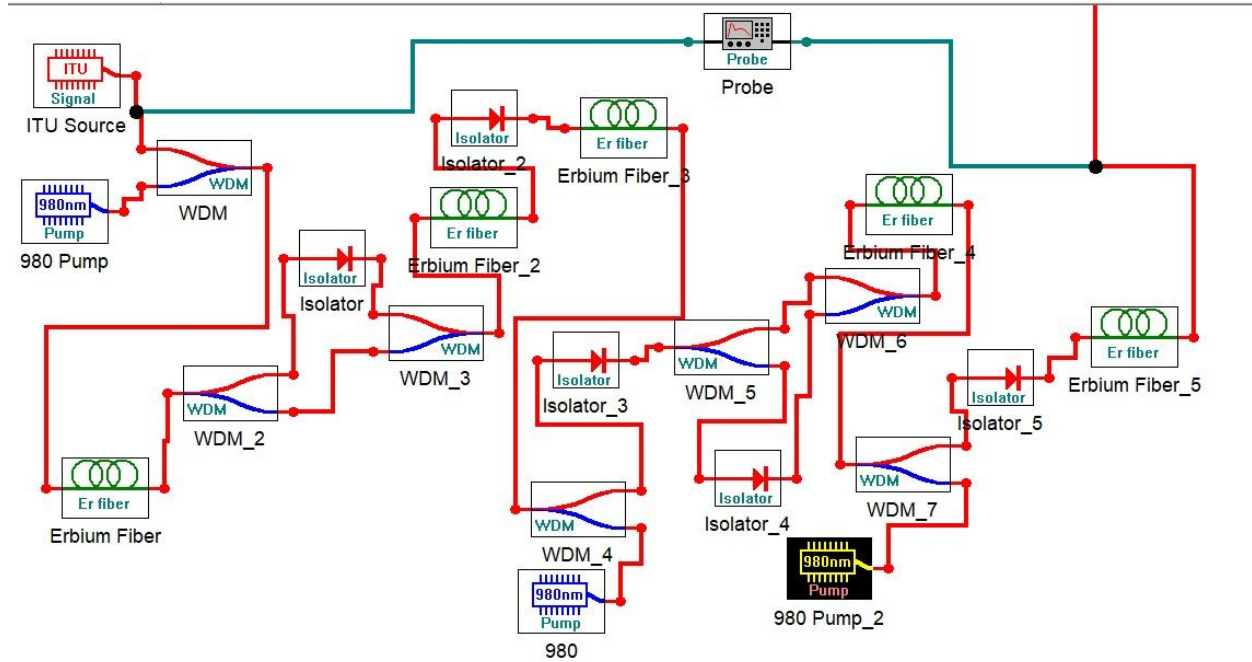 ITU
Signal
ITU Source
Probe
Probe
WDM
WDM
980nm
Pump
980 Pump
Isolator
Isolator_2
Er fiber
Erbium Fiber_3
Er fiber
Erbium Fiber_2
Isolator
Isolator
WDM
WDM_3
WDM
WDM_2
Er fiber
Erbium Fiber
Er fiber
Erbium Fiber_4
WDM
WDM_6
WDM
WDM_5
Isolator
Isolator_3
Er fiber
Erbium Fiber_5
Isolator
Isolator_5
Isolator
Isolator_4
WDM
WDM_7
WDM
WDM_4
980nm
Pump
980
980nm
Pump
980 Pump_2